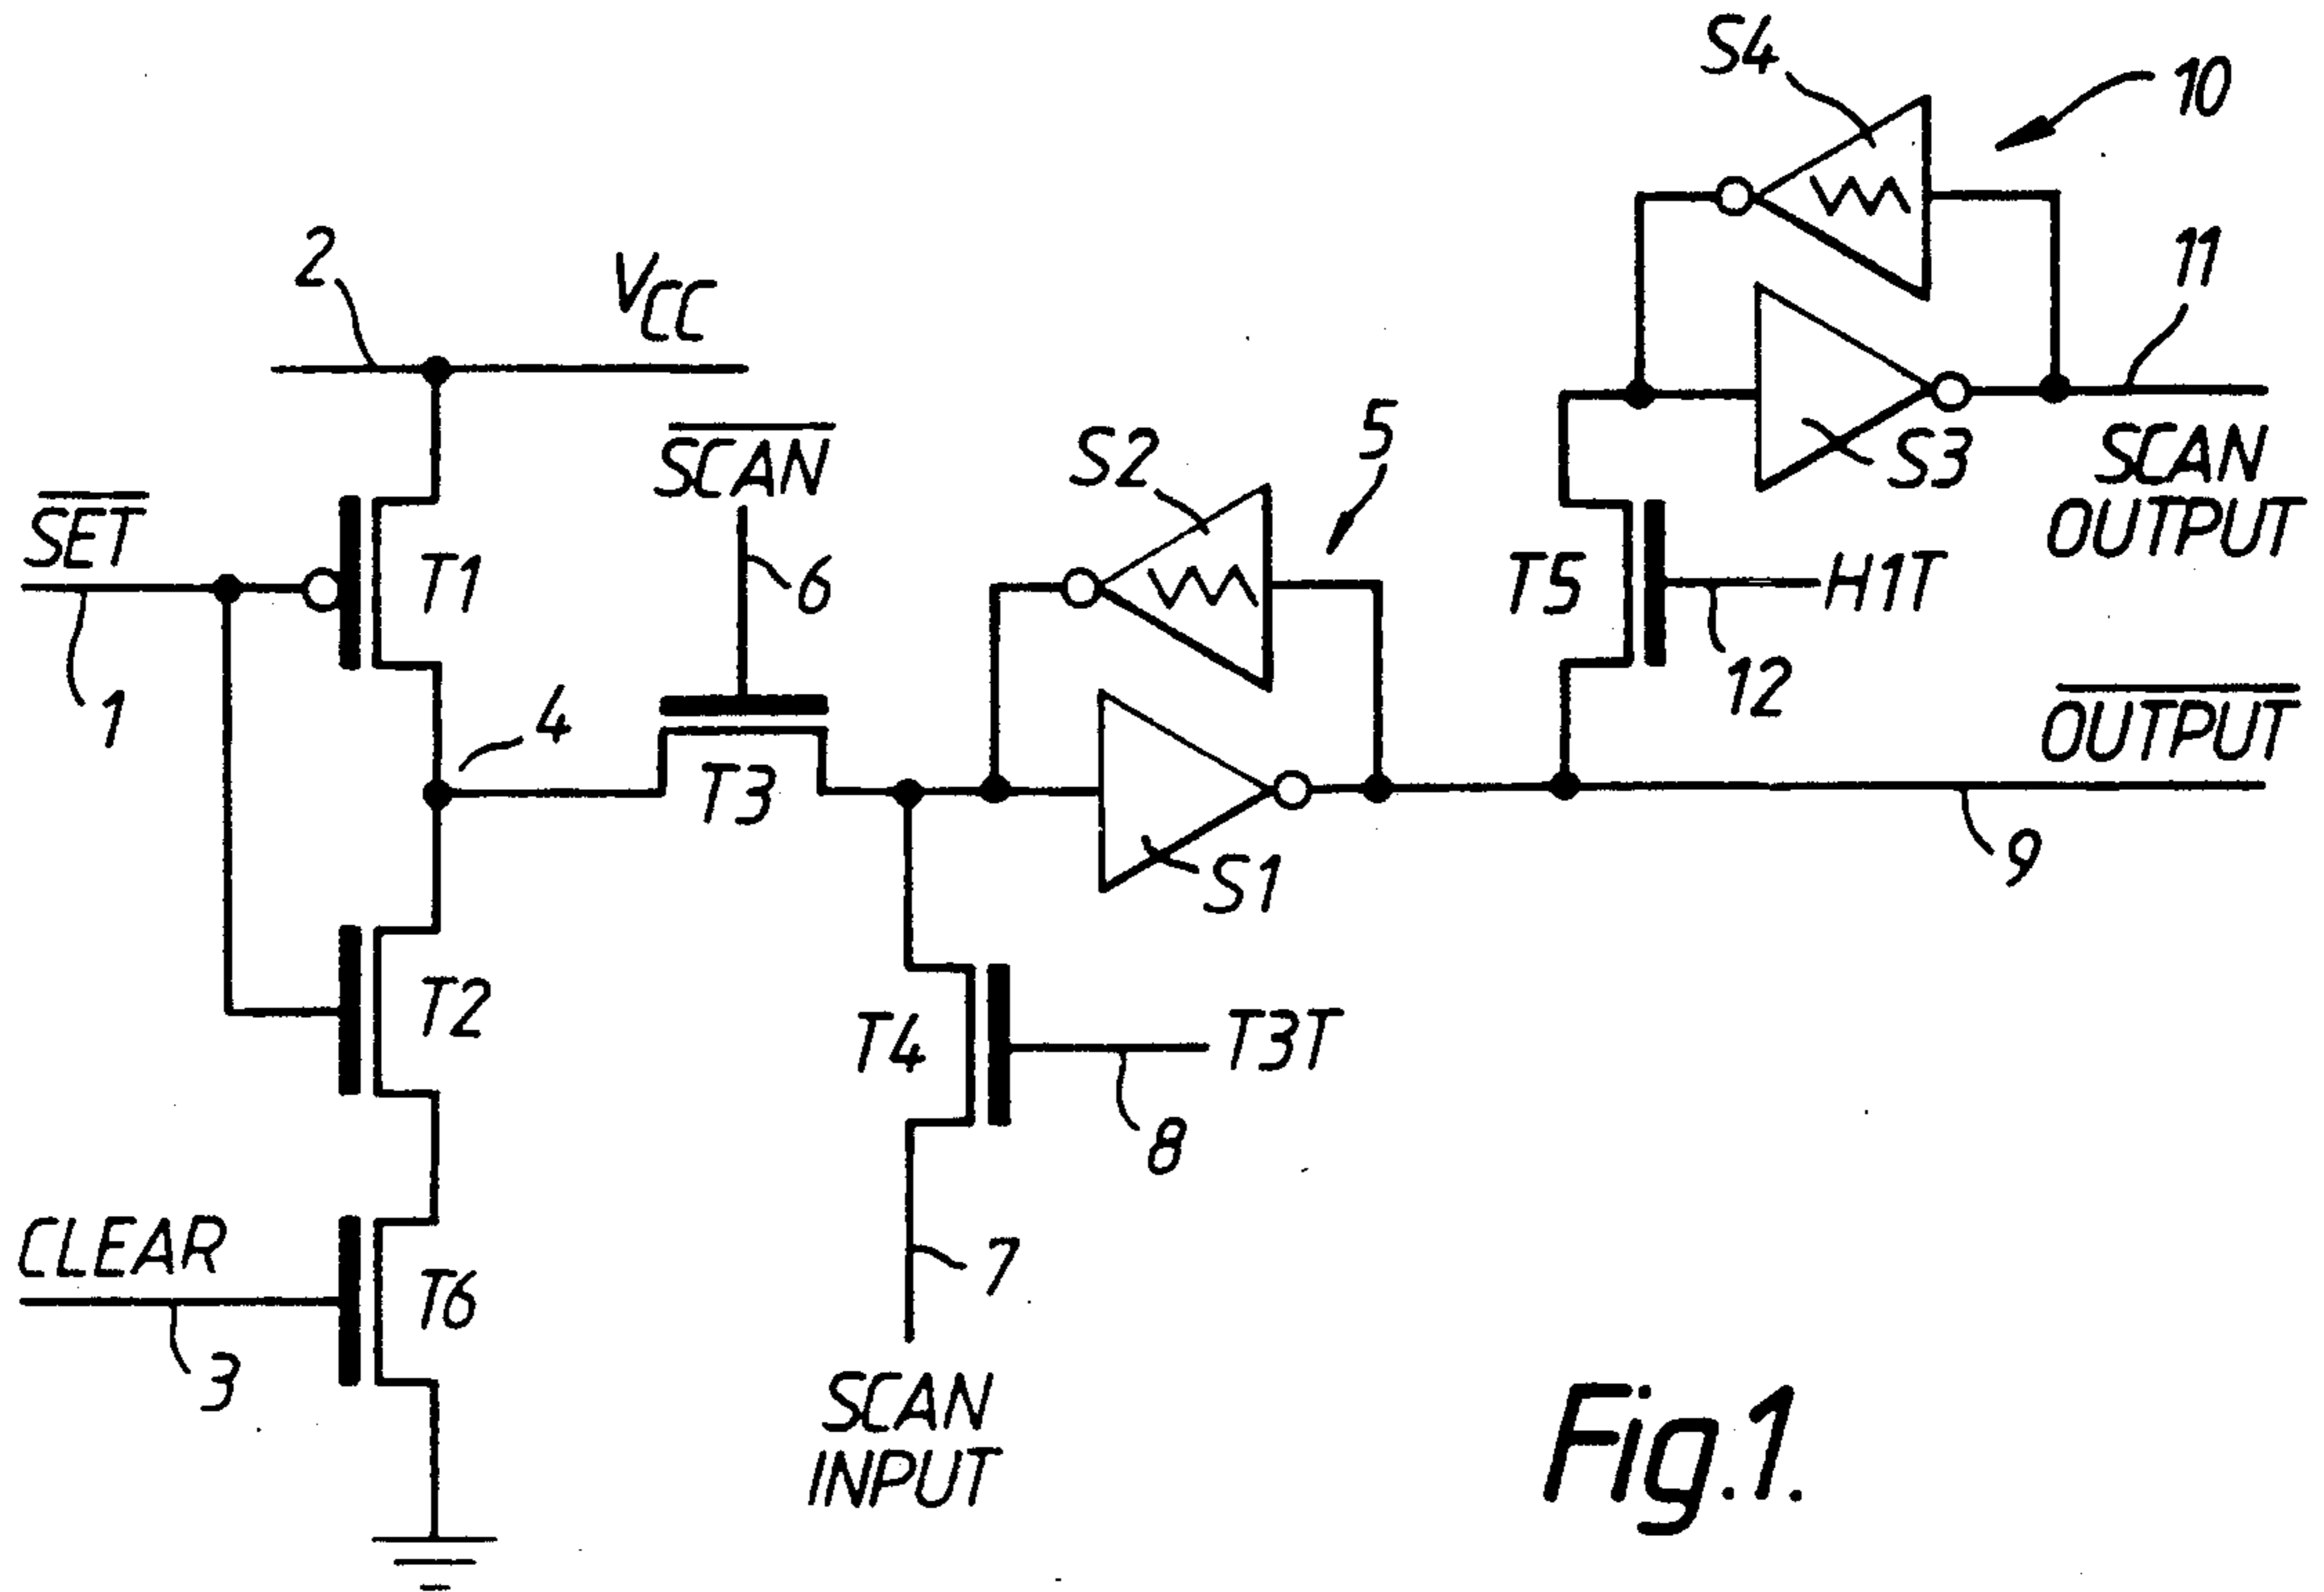 S4
10
2
VCC
11
SCAN
S2
5
S3
SCAN
OUTPUT
SET
T1
6
T5
H1T
1
4
12
OUTPUT
T3
S1
9
T2
T4
T3T
8
CLEAR
T6
7
3
SCAN
INPUT
Fig.1.